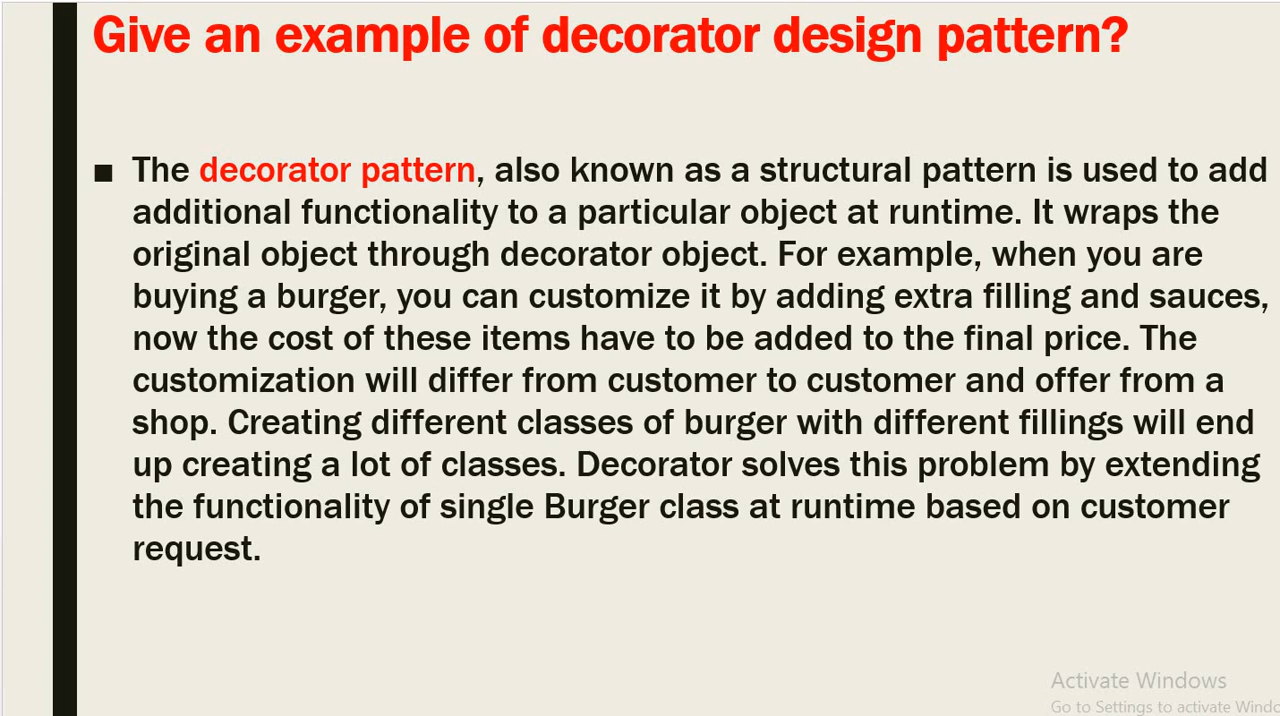 Give an example of decorator design pattern?
■ The decorator pattern, also known as a structural pattern is used to add
additional functionality to a particular object at runtime. It wraps the
original object through decorator object. For example, when you are
buying a burger, you can customize it by adding extra filling and sauces,
now the cost of these items have to be added to the final price. The
customization will differ from customer to customer and offer from a
shop. Creating different classes of burger with different fillings will end
up creating a lot of classes. Decorator solves this problem by extending
the functionality of single Burger class at runtime based on customer
request.
Activate Windows
Go to Settings to activate